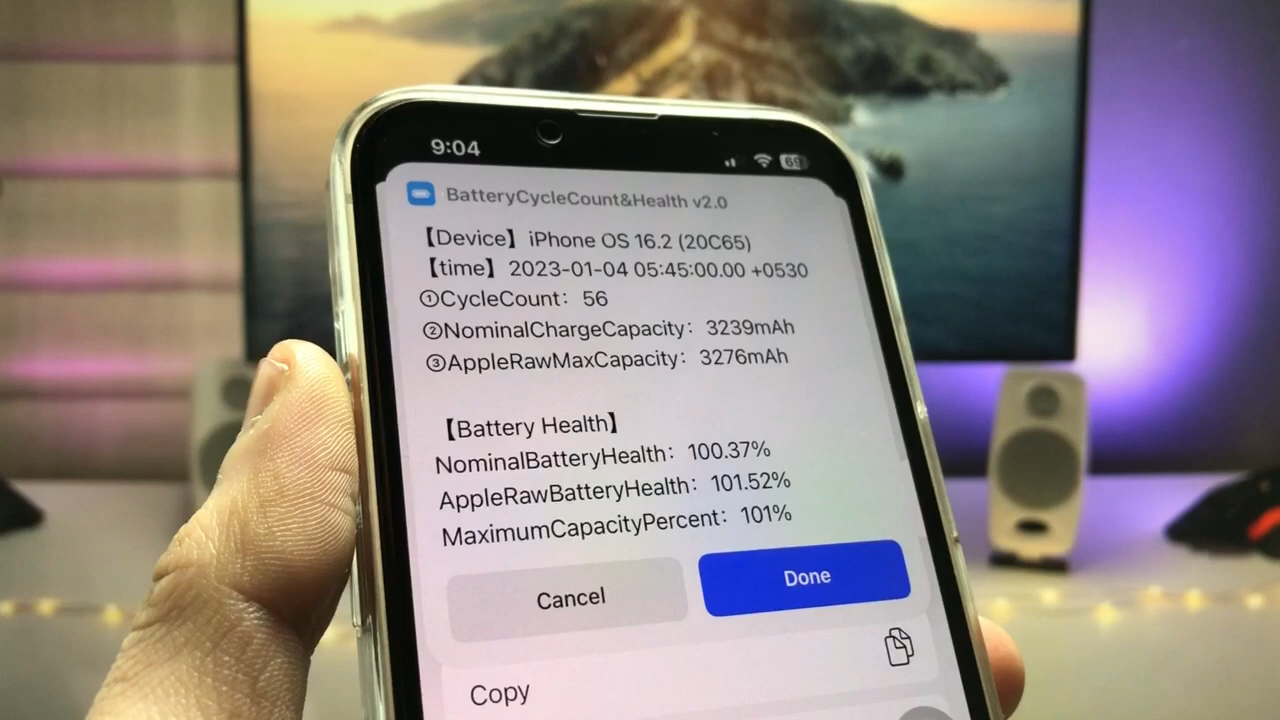 9:04 69
BatteryCycleCount&Health v2.0
【Device】iPhone OS 16.2 (20C65)
【time】2023-01-04 05:45:00.00 +0530
①CycleCount：56
②NominalChargeCapacity：3239mAh
③AppleRawMaxCapacity：3276mAh
【Battery Health】
NominalBatteryHealth：100.37%
AppleRawBatteryHealth：101.52%
MaximumCapacityPercent：101%
Cancel Done
Copy